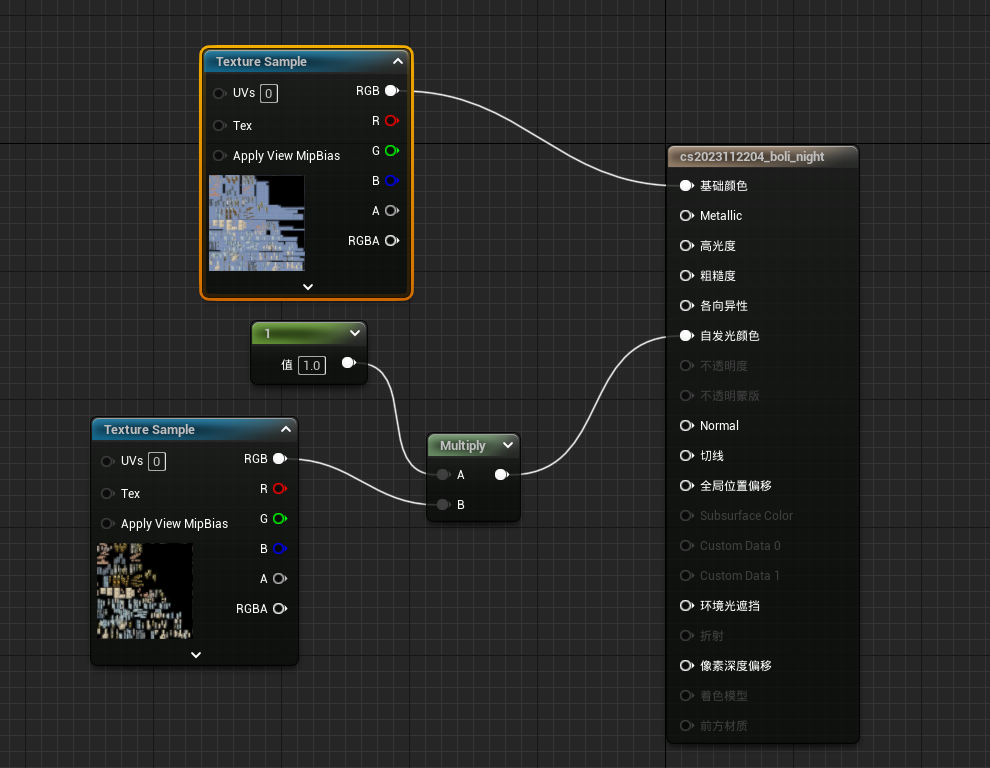 Texture Sample
UVs 0 RGB
Tex R
Apply View MipBias G
B
A
RGBA
1
值 1.0
Texture Sample
UVs 0 RGB
Tex R
Apply View MipBias G
B
A
RGBA
Multiply
A
B
cs2023112204_boli_night
基础颜色
Metallic
高光度
粗糙度
各向异性
自发光颜色
不透明度
不透明蒙版
Normal
切线
全局位置偏移
Subsurface Color
Custom Data 0
Custom Data 1
环境光遮挡
折射
像素深度偏移
着色模型
前方材质